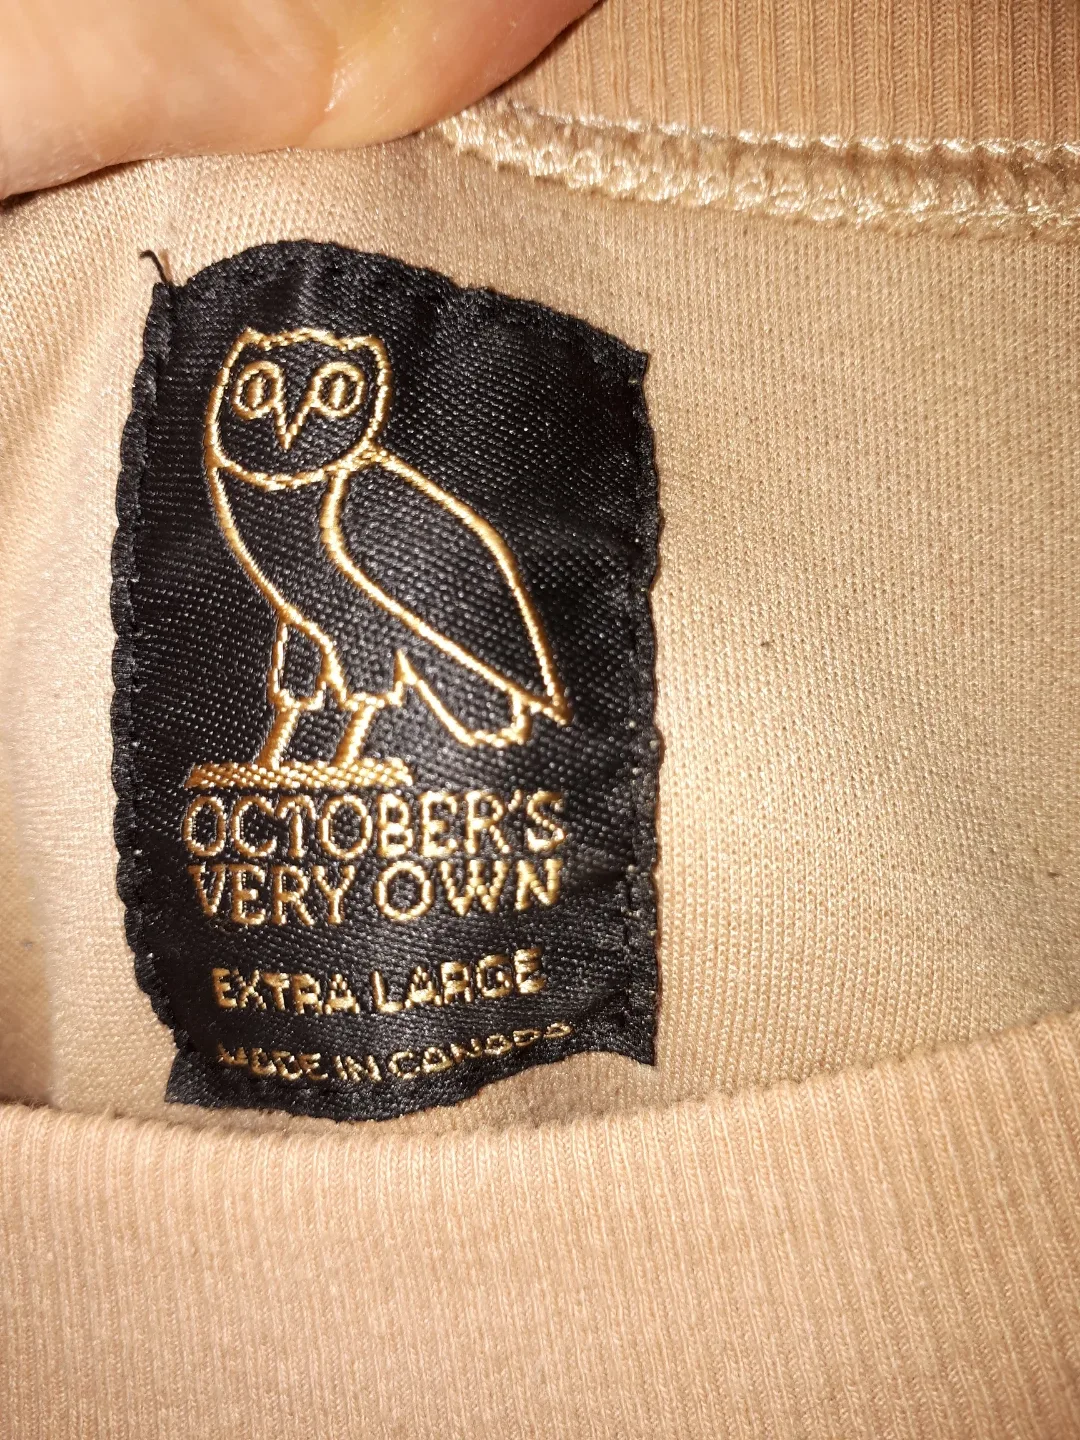 OCTOBER'S
VERY OWN
EXTRA LARGE
MADE IN CANADA